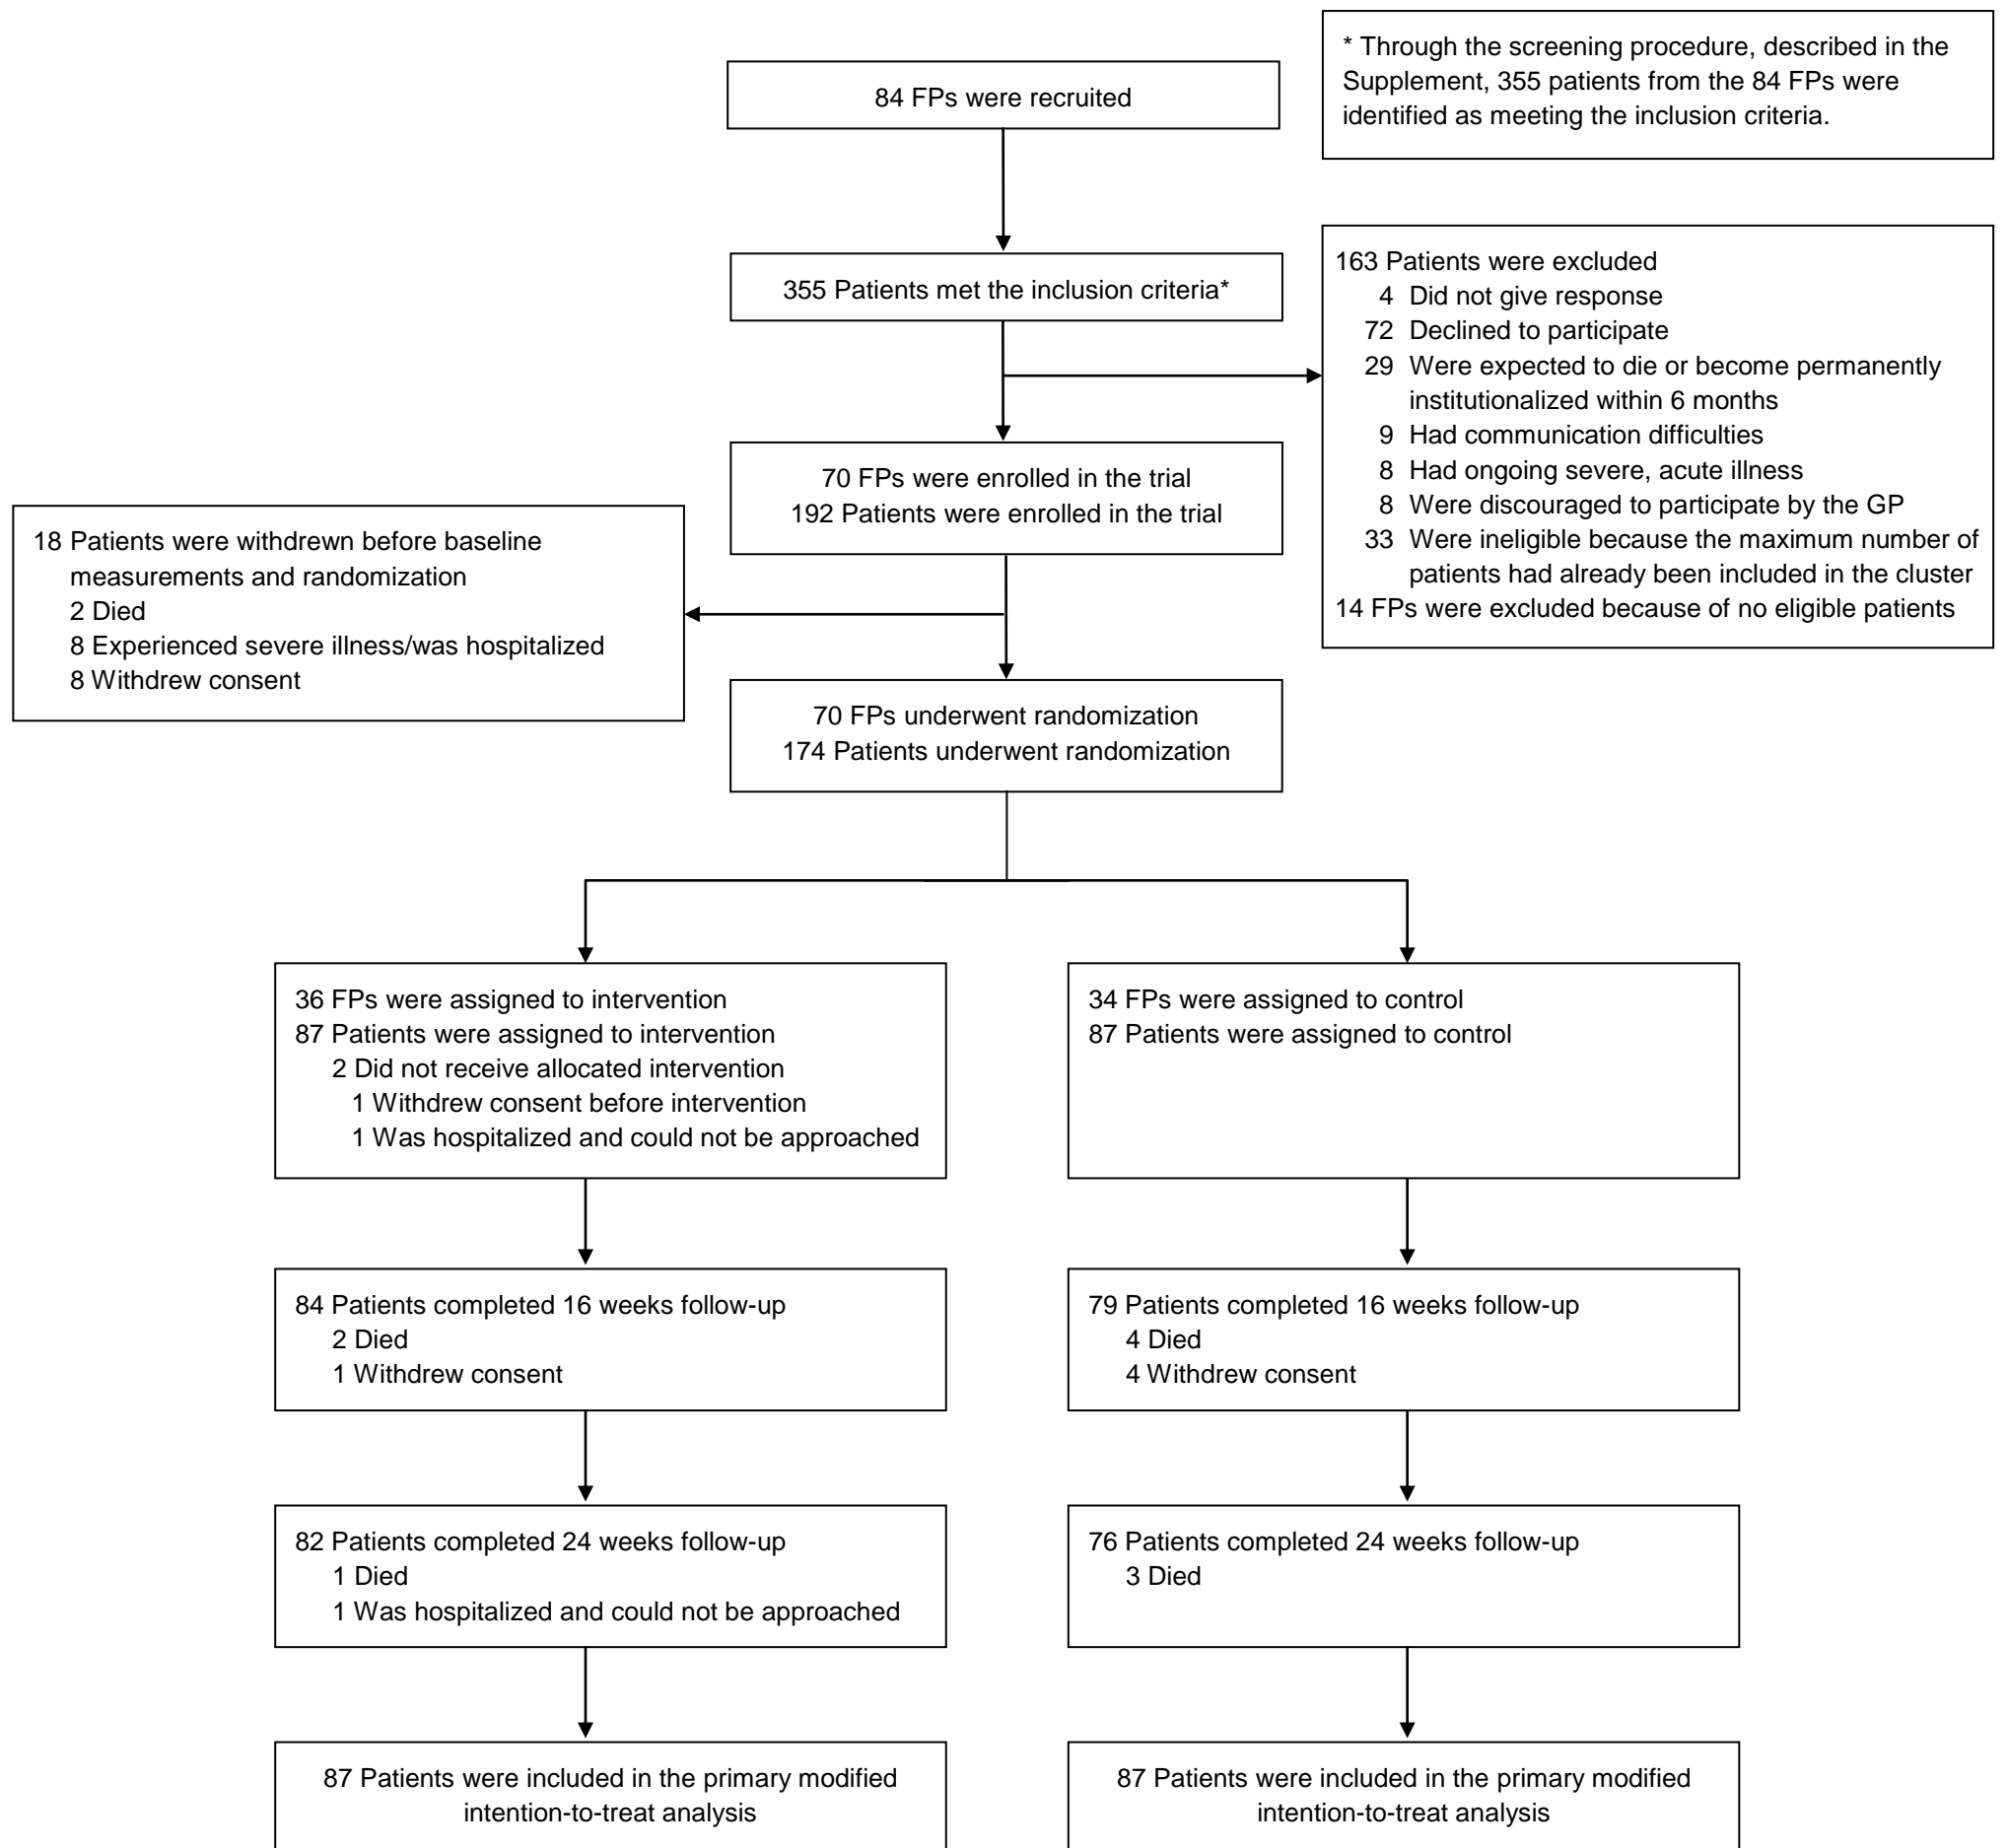 84 FPs were recruited
* Through the screening procedure, described in the
Supplement, 355 patients from the 84 FPs were
identified as meeting the inclusion criteria.
355 Patients met the inclusion criteria*
163 Patients were excluded
4 Did not give response
72 Declined to participate
29 Were expected to die or become permanently
institutionalized within 6 months
9 Had communication difficulties
8 Had ongoing severe, acute illness
8 Were discouraged to participate by the GP
33 Were ineligible because the maximum number of
patients had already been included in the cluster
14 FPs were excluded because of no eligible patients
70 FPs were enrolled in the trial
192 Patients were enrolled in the trial
18 Patients were withdrewn before baseline
measurements and randomization
2 Died
8 Experienced severe illness/was hospitalized
8 Withdrew consent
70 FPs underwent randomization
174 Patients underwent randomization
36 FPs were assigned to intervention
87 Patients were assigned to intervention
2 Did not receive allocated intervention
1 Withdrew consent before intervention
1 Was hospitalized and could not be approached
34 FPs were assigned to control
87 Patients were assigned to control
84 Patients completed 16 weeks follow-up
2 Died
1 Withdrew consent
79 Patients completed 16 weeks follow-up
4 Died
4 Withdrew consent
82 Patients completed 24 weeks follow-up
1 Died
1 Was hospitalized and could not be approached
76 Patients completed 24 weeks follow-up
3 Died
87 Patients were included in the primary modified
intention-to-treat analysis
87 Patients were included in the primary modified
intention-to-treat analysis